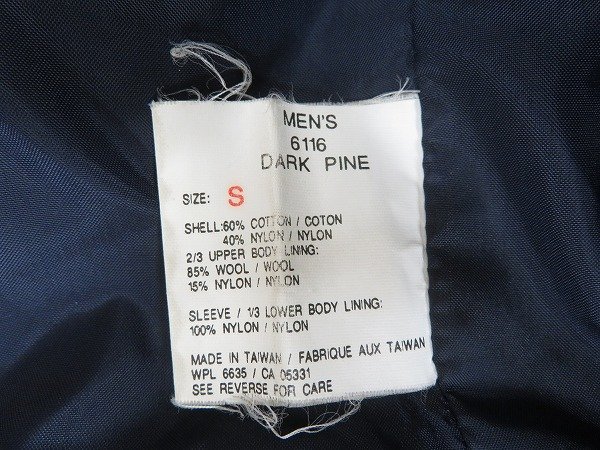 MEN'S
6116
DARK PINE
SIZE: S
SHELL:60% COTTON / COTON
40% NYLON / NYLON
2/3 UPPER BODY LINING:
85% WOOL / WOOL
15% NYLON / NYLON
SLEEVE / 1/3 LOWER BODY LINING:
100% NYLON / NYLON
MADE IN TAIWAN / FABRIQUE AUX TAIWAN
WPL 6635 / CA 05331
SEE REVERSE FOR CARE